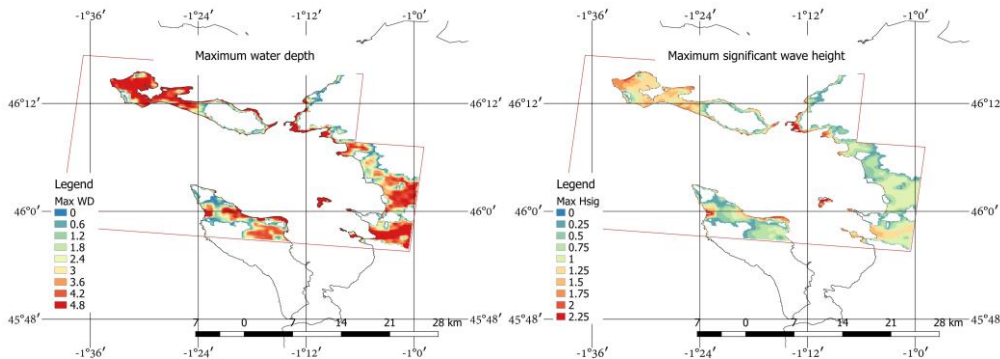 -1°36′ -1°24′ -1°12′ -1°0′
Maximum water depth
46°12′ 46°12′
Legend
Max WD
0
0.6
1.2
1.8
2.4
3
3.6
4.2
4.8
46°0′ 46°0′
45°48′ 45°48′
7 0 7 14 21 28 km
-1°36′ -1°24′ -1°12′ -1°0′
-1°36′ -1°24′ -1°12′ -1°0′
Maximum significant wave height
46°12′ 46°12′
Legend
Max Hsig
0
0.25
0.5
0.75
1
1.25
1.5
1.75
2
2.25
46°0′ 46°0′
45°48′ 45°48′
7 0 7 14 21 28 km
-1°36′ -1°24′ -1°12′ -1°0′